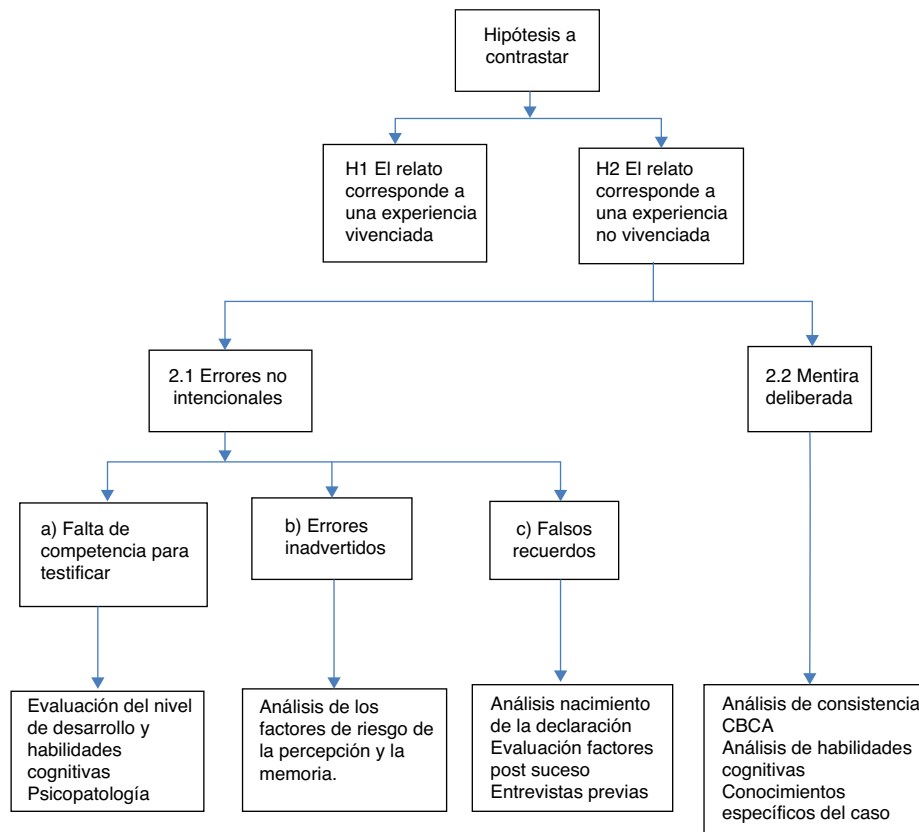 Hipótesis a
contrastar
H1 El relato
corresponde a
una experiencia
vivenciada
H2 El relato
corresponde a
una experiencia
no vivenciada
2.1 Errores no
intencionales
2.2 Mentira
deliberada
a) Falta de
competencia para
testificar
b) Errores
inadvertidos
c) Falsos
recuerdos
Evaluación del nivel
de desarrollo y
habilidades
cognitivas
Psicopatología
Análisis de los
factores de riesgo de
la percepción y la
memoria.
Análisis nacimiento
de la declaración
Evaluación factores
post suceso
Entrevistas previas
Análisis de consistencia
CBCA
Análisis de habilidades
cognitivas
Conocimientos
específicos del caso